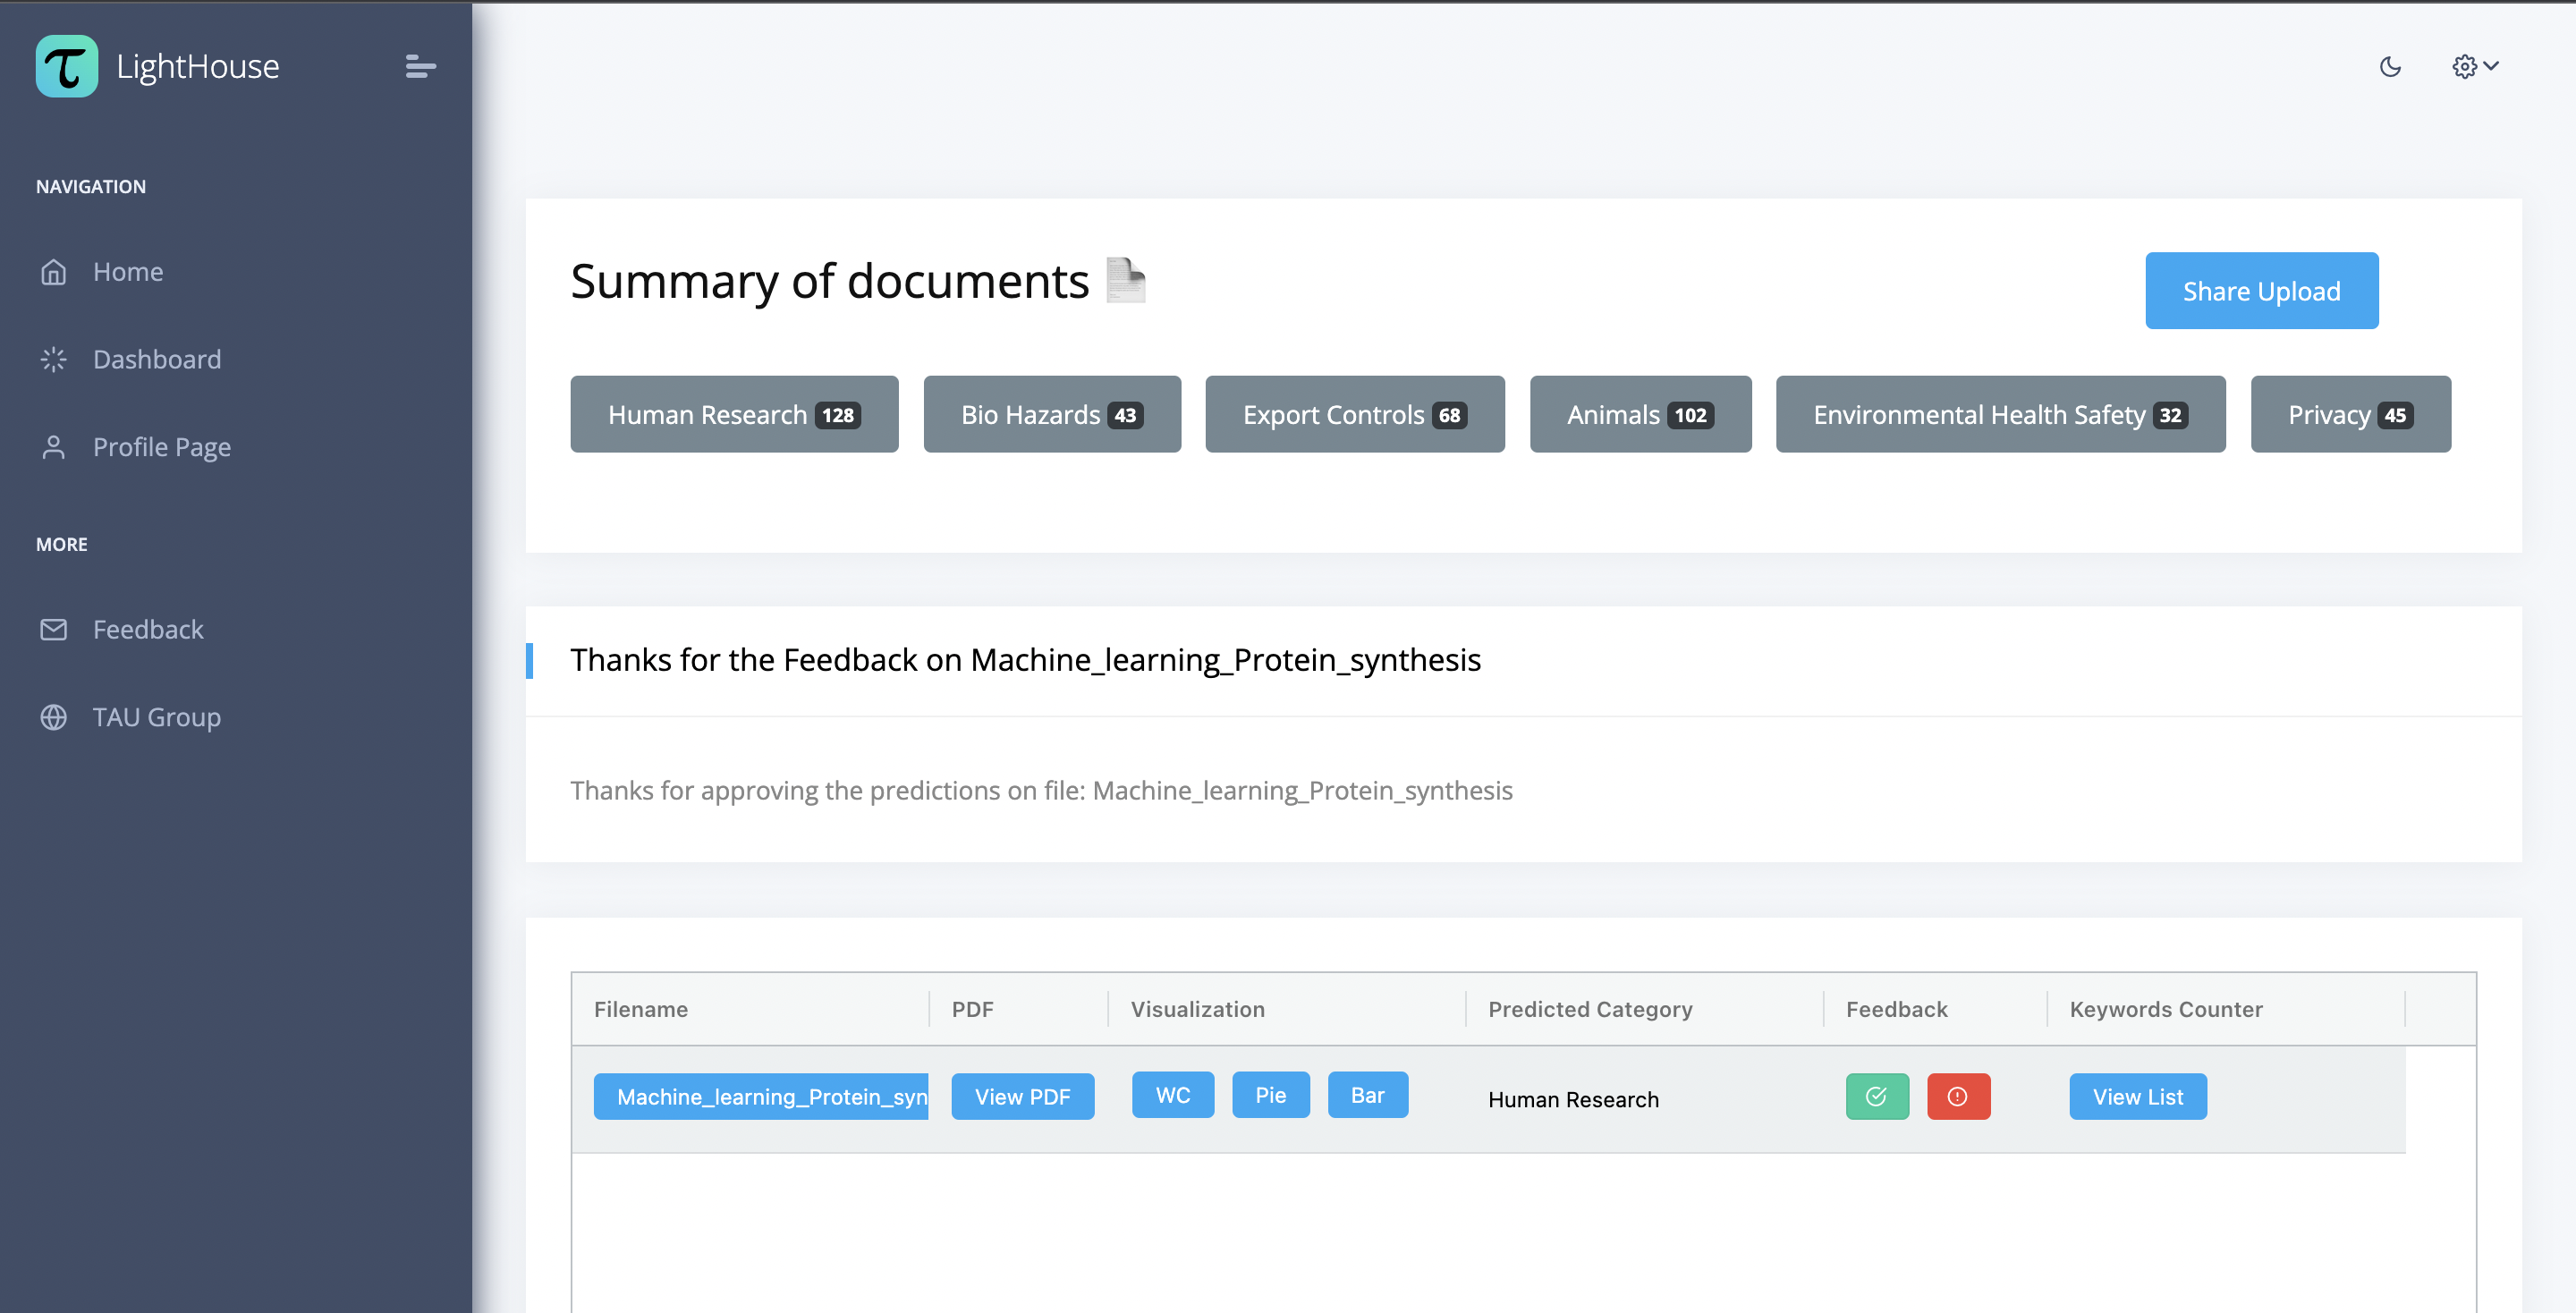 τ LightHouse
NAVIGATION
Home
Dashboard
Profile Page
MORE
Feedback
TAU Group
Summary of documents
Share Upload
Human Research 128
Bio Hazards 43
Export Controls 68
Animals 102
Environmental Health Safety 32
Privacy 45
Thanks for the Feedback on Machine_learning_Protein_synthesis
Thanks for approving the predictions on file: Machine_learning_Protein_synthesis
Filename PDF Visualization Predicted Category Feedback Keywords Counter
Machine_learning_Protein_syn View PDF WC Pie Bar Human Research View List